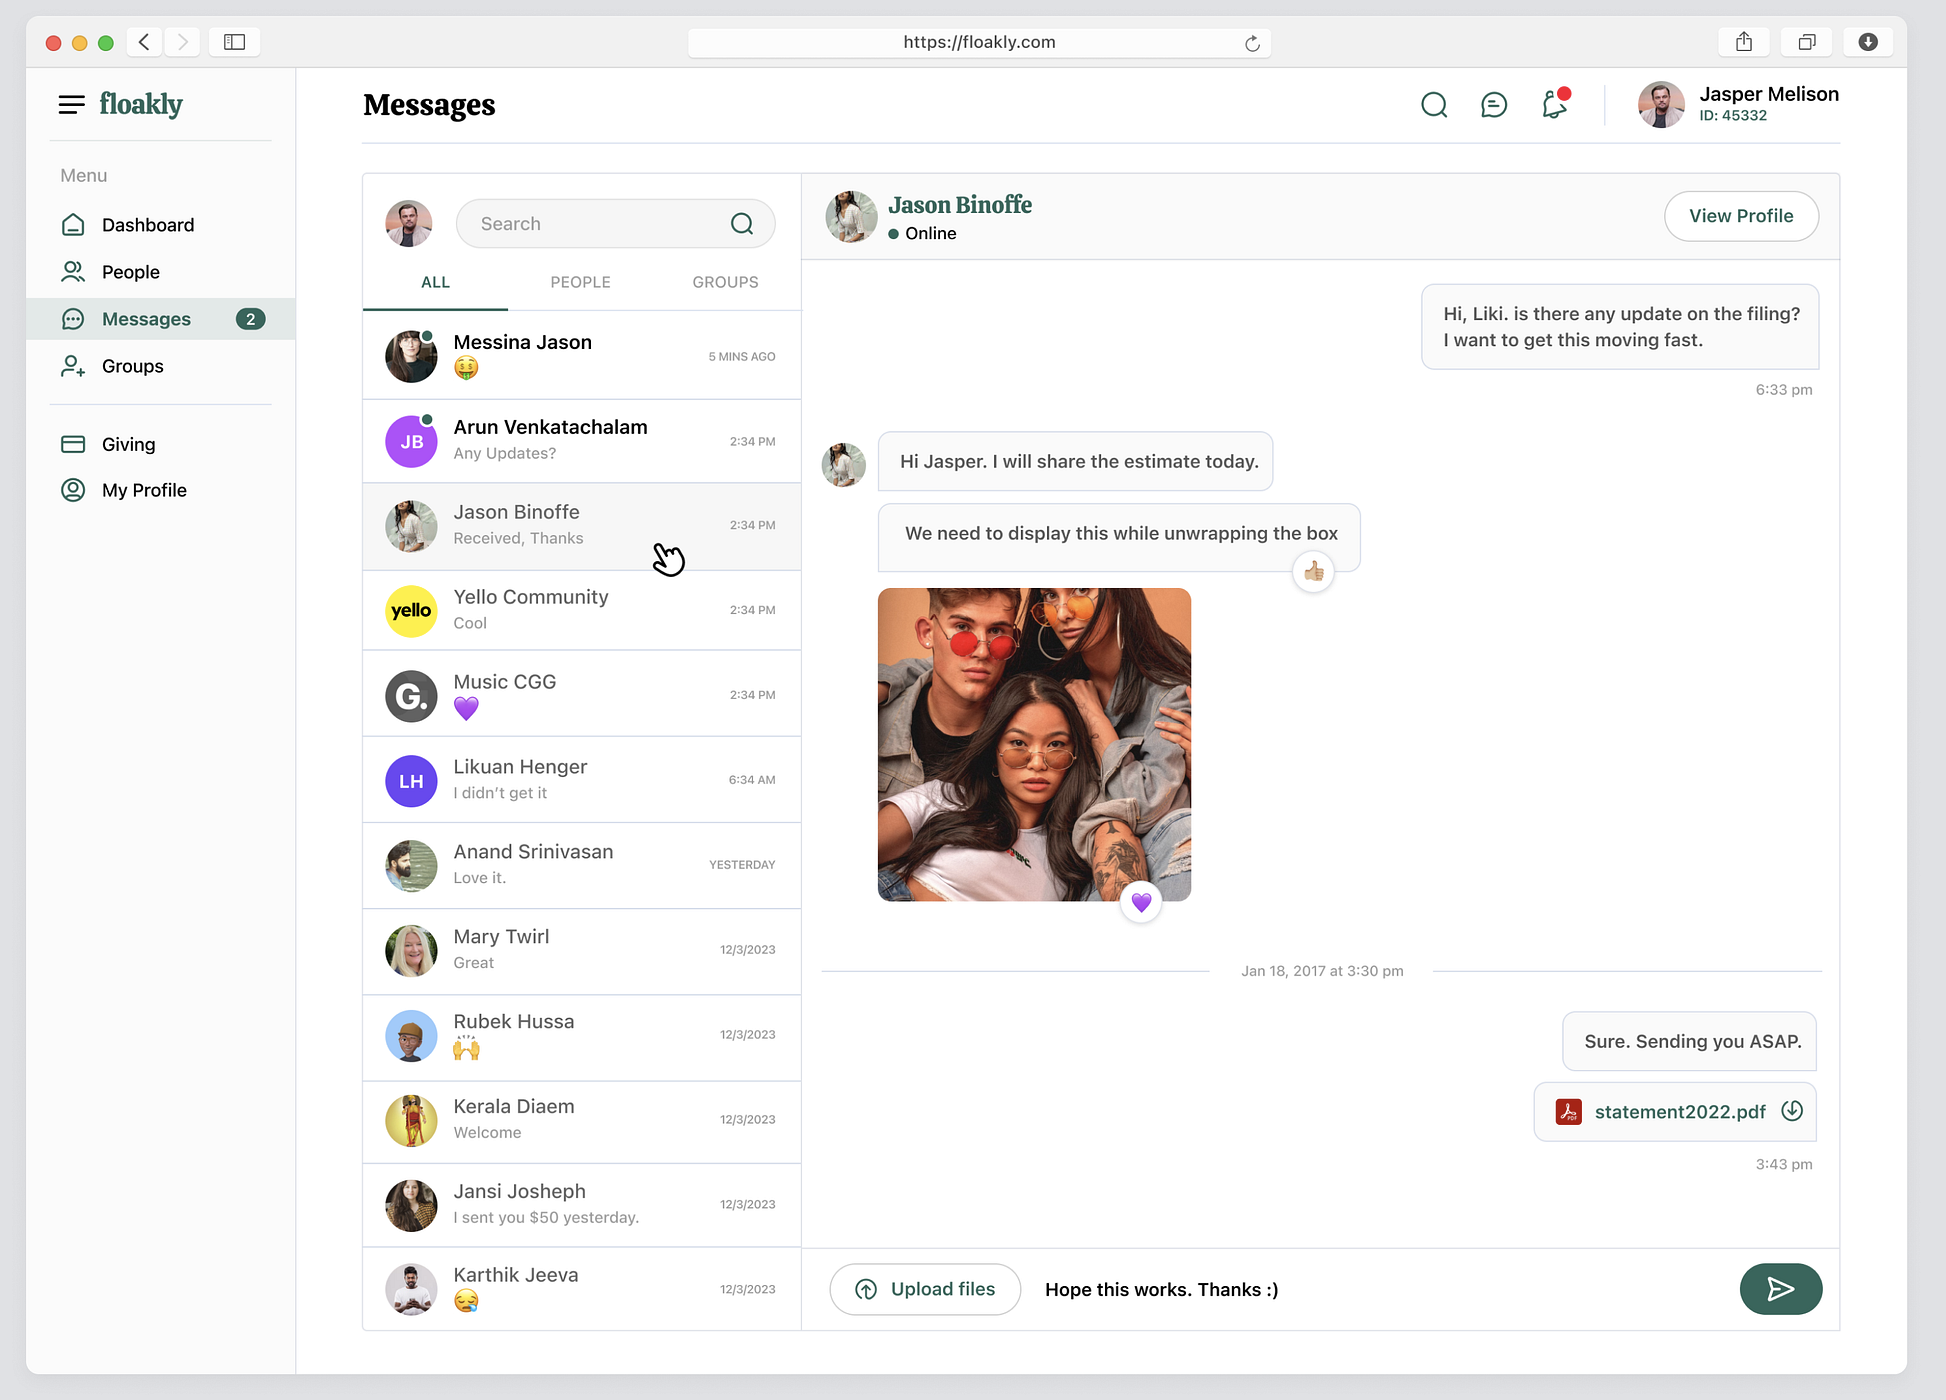 https://floakly.com
floakly
Menu
Dashboard
People
Messages
2
Groups
Giving
My Profile
Messages
Jasper Melison
ID: 45332
Search
ALL
PEOPLE
GROUPS
Messina Jason
5 MINS AGO
JB
Arun Venkatachalam
Any Updates?
2:34 PM
Jason Binoffe
Received, Thanks
2:34 PM
yello
Yello Community
Cool
2:34 PM
G.
Music CGG
2:34 PM
LH
Likuan Henger
I didn’t get it
6:34 AM
Anand Srinivasan
Love it.
YESTERDAY
Mary Twirl
Great
12/3/2023
Rubek Hussa
12/3/2023
Kerala Diaem
Welcome
12/3/2023
Jansi Josheph
I sent you $50 yesterday.
12/3/2023
Karthik Jeeva
12/3/2023
Jason Binoffe
Online
View Profile
Hi, Liki. is there any update on the filing?
I want to get this moving fast.
6:33 pm
Hi Jasper. I will share the estimate today.
We need to display this while unwrapping the box
Jan 18, 2017 at 3:30 pm
Sure. Sending you ASAP.
PDF
statement2022.pdf
3:43 pm
Upload files
Hope this works. Thanks :)